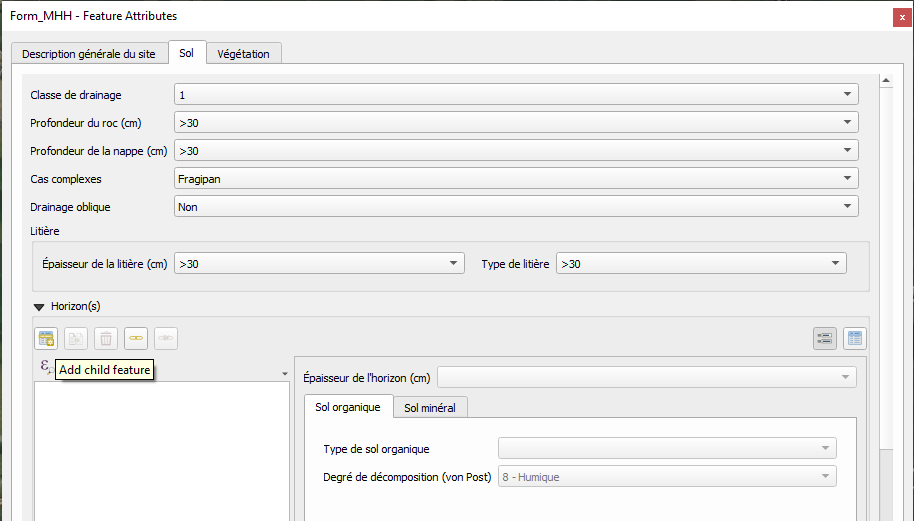 Form_MHH - Feature Attributes
Description générale du site
Sol
Végétation
Classe de drainage
1
Profondeur du roc (cm)
>30
Profondeur de la nappe (cm)
>30
Cas complexes
Fragipan
Drainage oblique
Non
Litière
Épaisseur de la litière (cm)
>30
Type de litière
>30
Horizon(s)
ε
Add child feature
Épaisseur de l'horizon (cm)
Sol organique
Sol minéral
Type de sol organique
Degré de décomposition (von Post)
8 - Humique